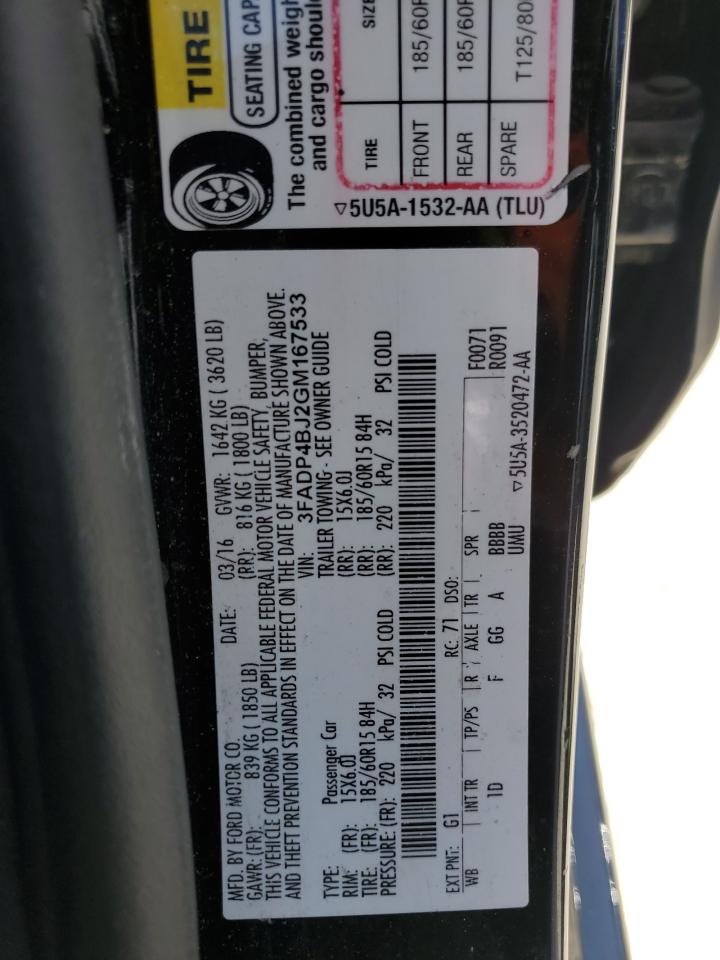 TIRE
SEATING CAP
The combined weigh
and cargo should
TIRE SIZE
FRONT 185/60R
REAR 185/60R
SPARE T125/80
▽5U5A-1532-AA (TLU)
MFD. BY FORD MOTOR CO. DATE: 03/16 GVWR: 1642 KG ( 3620 LB)
GAWR: (FR): 839 KG ( 1850 LB) (RR): 816 KG ( 1800 LB)
THIS VEHICLE CONFORMS TO ALL APPLICABLE FEDERAL MOTOR VEHICLE SAFETY, BUMPER,
AND THEFT PREVENTION STANDARDS IN EFFECT ON THE DATE OF MANUFACTURE SHOWN ABOVE.
VIN: 3FADP4BJ2GM167533
TYPE: Passenger Car TRAILER TOWING - SEE OWNER GUIDE
RIM: (FR): 15X6.0J (RR): 15X6.0J
TIRE: (FR): 185/60R15 84H (RR): 185/60R15 84H
PRESSURE: (FR): 220 kPa/ 32 PSI COLD (RR): 220 kPa/ 32 PSI COLD
EXT PNT: G1 RC: 71 DSO:
WB INT TR TP/PS R AXLE TR SPR F0071
1D F GG A BBBB R0091
UMU
▽5U5A-3520472-AA